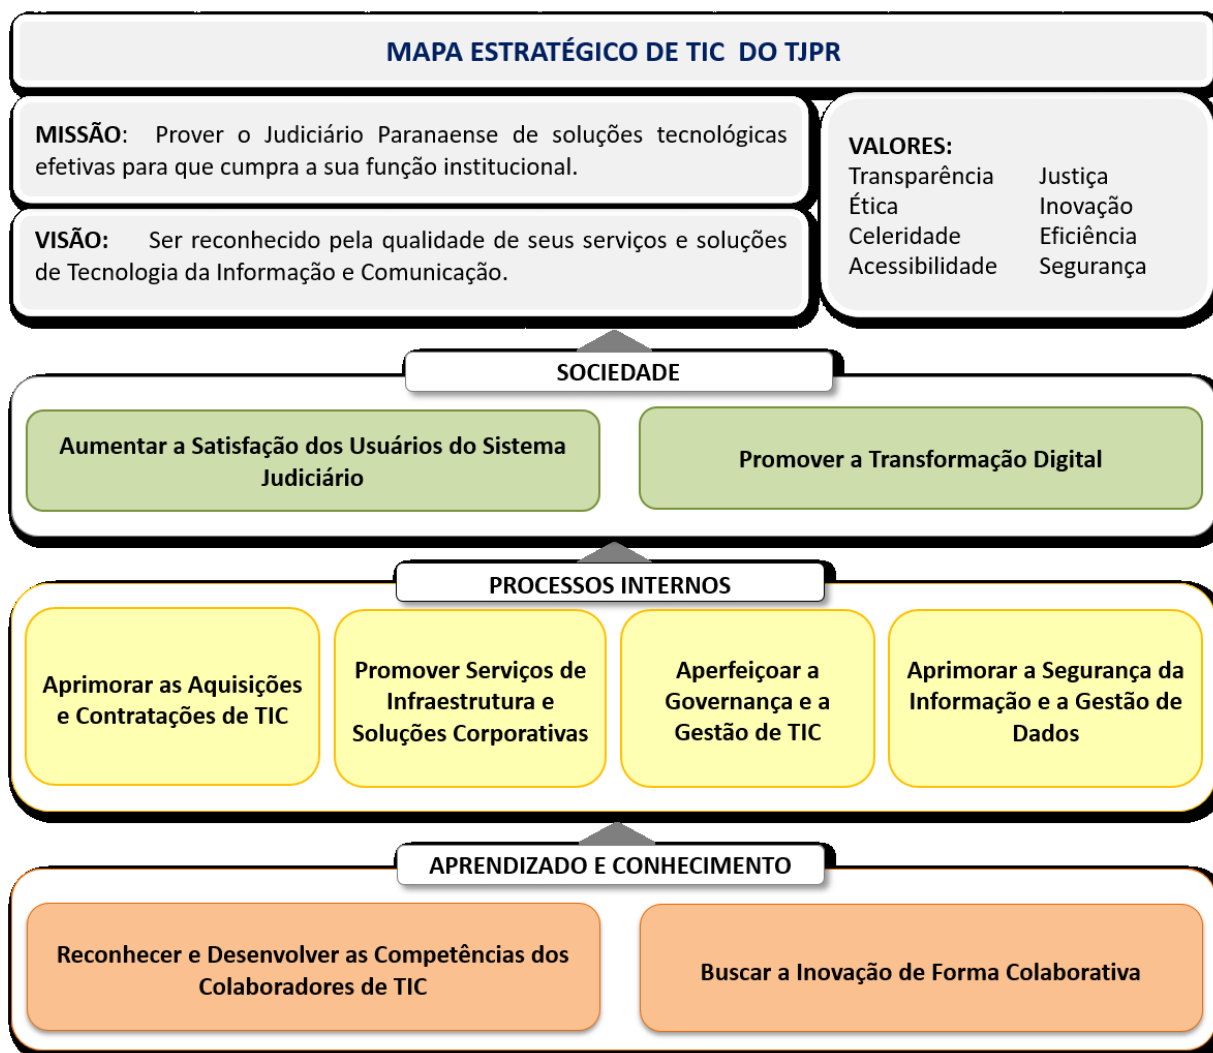 MAPA ESTRATÉGICO DE TIC DO TJPR
MISSÃO: Prover o Judiciário Paranaense de soluções tecnológicas
efetivas para que cumpra a sua função institucional.
VISÃO: Ser reconhecido pela qualidade de seus serviços e soluções
de Tecnologia da Informação e Comunicação.
VALORES:
Transparência Justiça
Ética Inovação
Celeridade Eficiência
Acessibilidade Segurança
SOCIEDADE
Aumentar a Satisfação dos Usuários do Sistema
Judiciário
Promover a Transformação Digital
PROCESSOS INTERNOS
Aprimorar as Aquisições
e Contratações de TIC
Promover Serviços de
Infraestrutura e
Soluções Corporativas
Aperfeiçoar a
Governança e a
Gestão de TIC
Aprimorar a Segurança da
Informação e a Gestão de
Dados
APRENDIZADO E CONHECIMENTO
Reconhecer e Desenvolver as Competências dos
Colaboradores de TIC
Buscar a Inovação de Forma Colaborativa